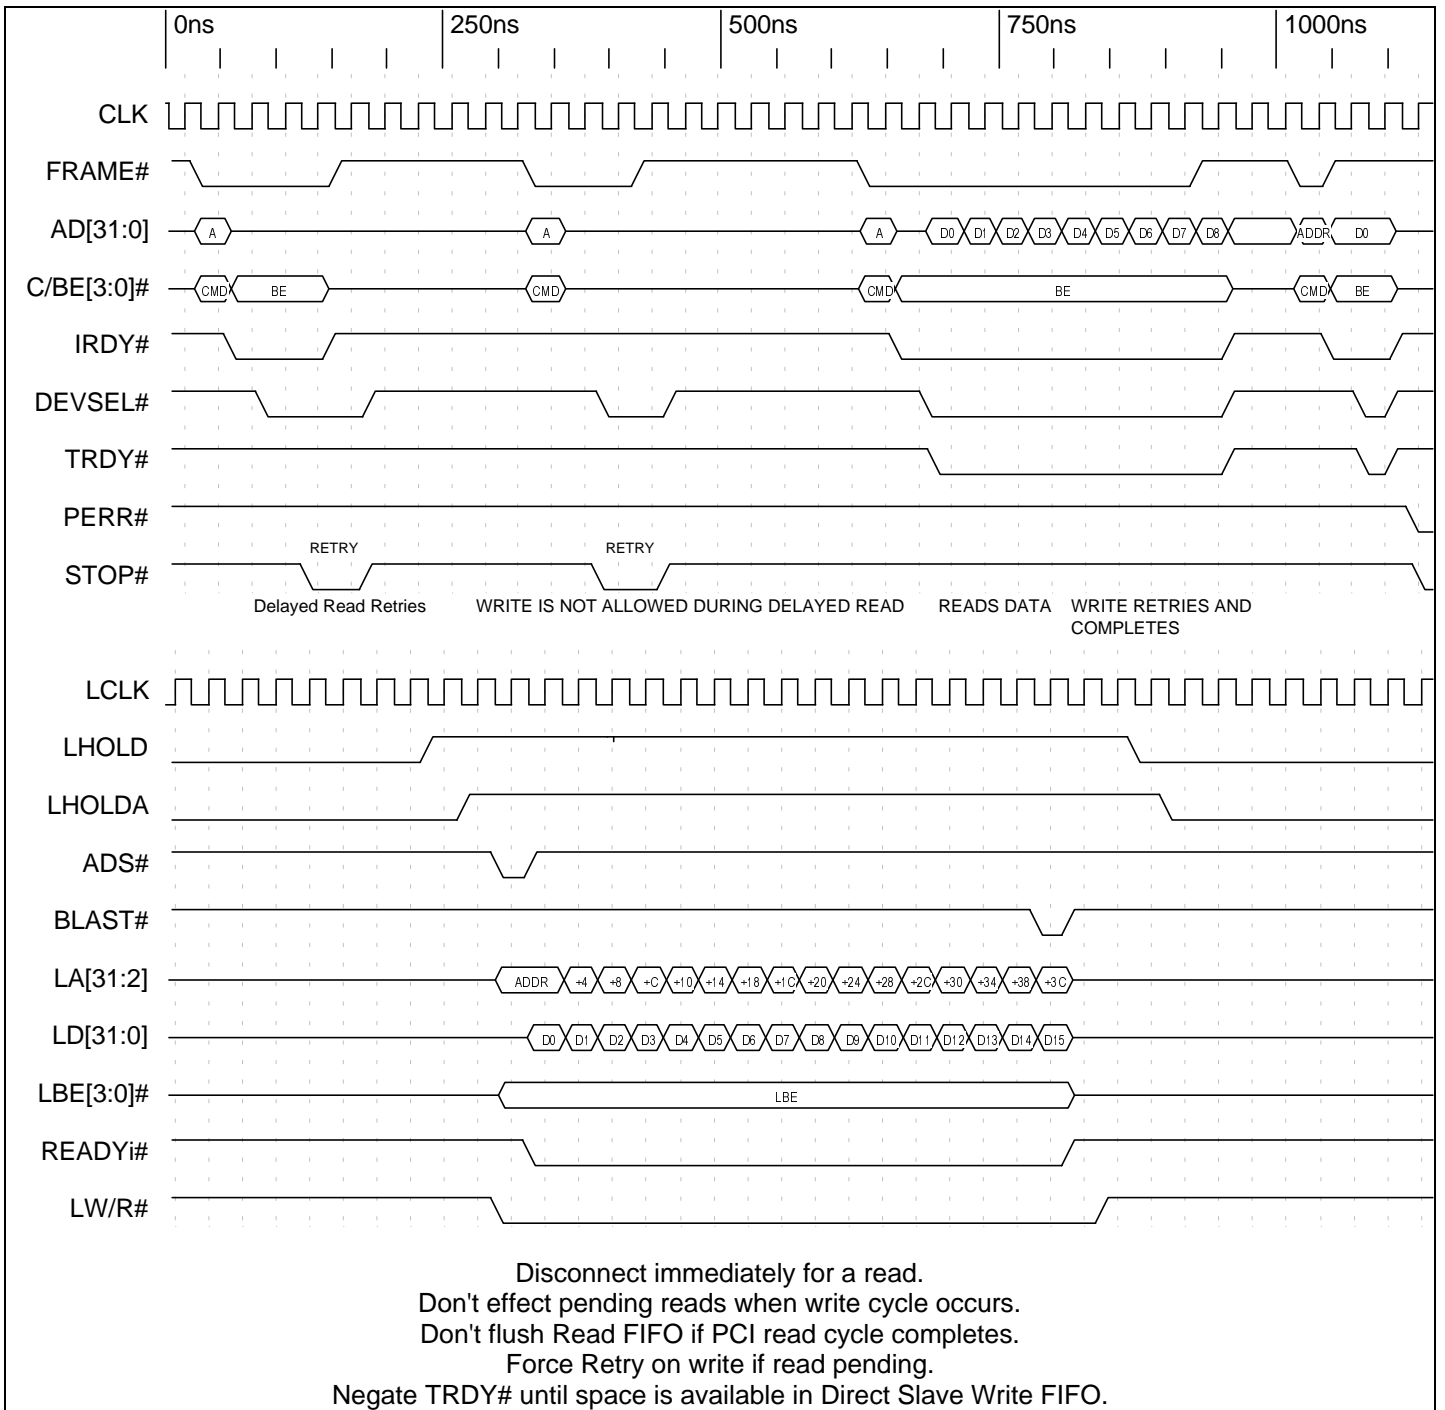 0ns 250ns 500ns 750ns 1000ns
CLK
FRAME#
AD[31:0] A A A D0 D1 D2 D3 D4 D5 D6 D7 D8 ADDR D0
C/BE[3:0]# CMD BE CMD CMD BE CMD BE
IRDY#
DEVSEL#
TRDY#
PERR#
RETRY RETRY
STOP#
Delayed Read Retries WRITE IS NOT ALLOWED DURING DELAYED READ READS DATA WRITE RETRIES AND
COMPLETES
LCLK
LHOLD
LHOLDA
ADS#
BLAST#
LA[31:2] ADDR +4 +8 +C +10 +14 +18 +1C +20 +24 +28 +2C +30 +34 +38 +3C
LD[31:0] D0 D1 D2 D3 D4 D5 D6 D7 D8 D9 D10 D11 D12 D13 D14 D15
LBE[3:0]# LBE
READYi#
LW/R#
Disconnect immediately for a read.
Don't effect pending reads when write cycle occurs.
Don't flush Read FIFO if PCI read cycle completes.
Force Retry on write if read pending.
Negate TRDY# until space is available in Direct Slave Write FIFO.